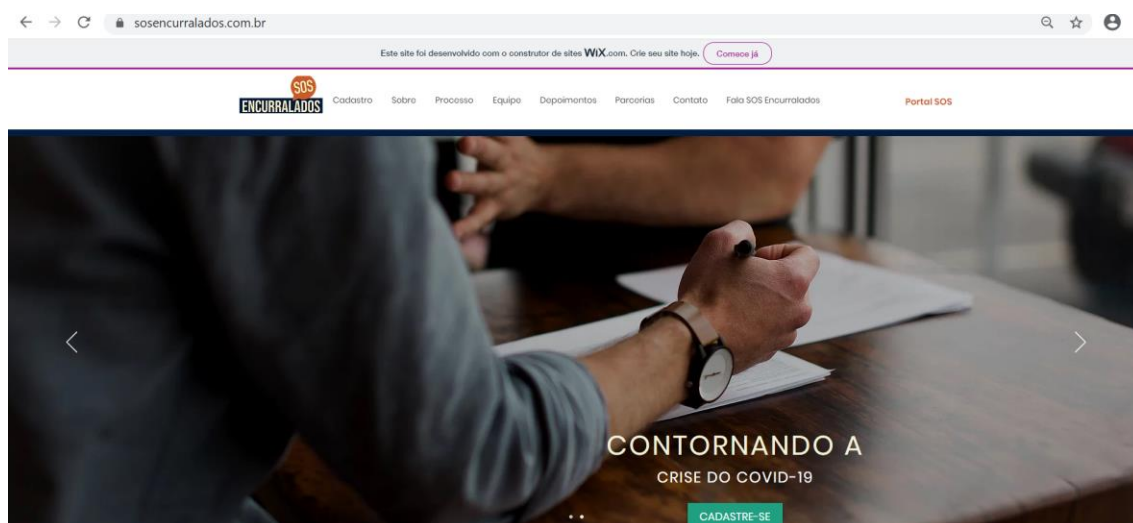 sosencurralados.com.br
Este site foi desenvolvido com o construtor de sites WiX.com. Crie seu site hoje. Comece já
SOS
ENCURRALADOS
Cadastro Sobre Processo Equipe Depoimentos Parcerias Contato Fala SOS Encurralados Portal SOS
CONTORNANDO A
CRISE DO COVID-19
CADASTRE-SE